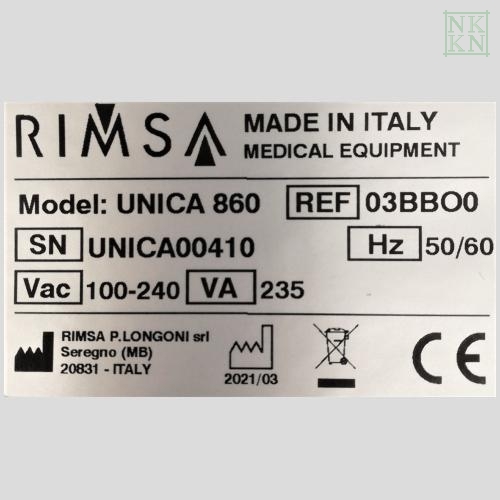 NK
KN
RIMSA
MADE IN ITALY
MEDICAL EQUIPMENT
Model: UNICA 860 REF 03BBO0
SN UNICA00410 Hz 50/60
Vac 100-240 VA 235
RIMSA P.LONGONI srl
Seregno (MB)
20831 - ITALY
2021/03
CE